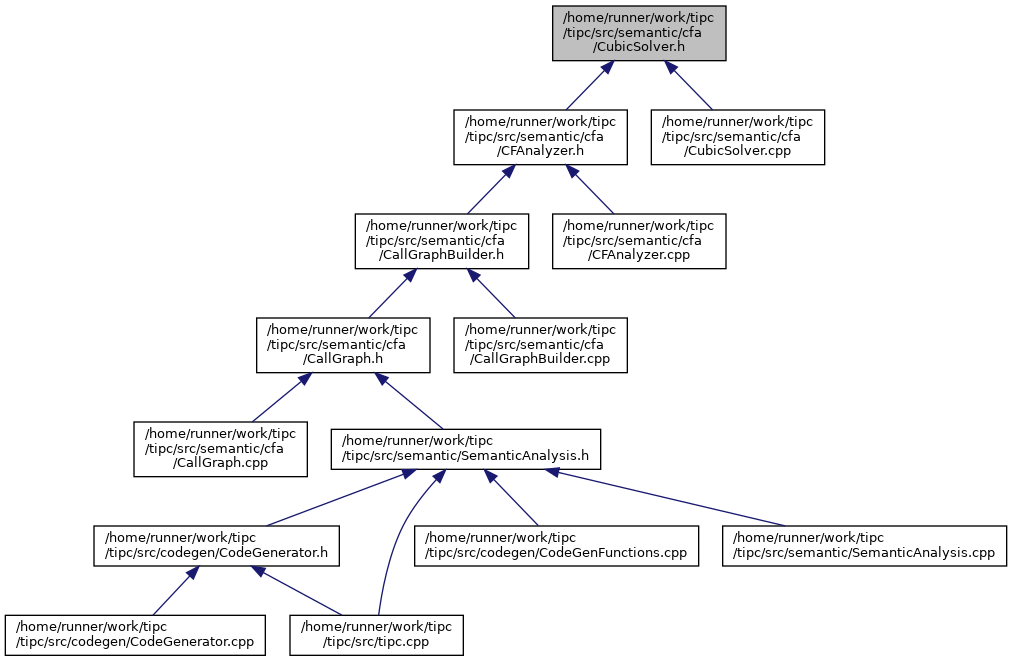 /home/runner/work/tipc
/tipc/src/semantic/cfa
/CubicSolver.h
/home/runner/work/tipc
/tipc/src/semantic/cfa
/CFAnalyzer.h
/home/runner/work/tipc
/tipc/src/semantic/cfa
/CubicSolver.cpp
/home/runner/work/tipc
/tipc/src/semantic/cfa
/CallGraphBuilder.h
/home/runner/work/tipc
/tipc/src/semantic/cfa
/CFAnalyzer.cpp
/home/runner/work/tipc
/tipc/src/semantic/cfa
/CallGraph.h
/home/runner/work/tipc
/tipc/src/semantic/cfa
/CallGraphBuilder.cpp
/home/runner/work/tipc
/tipc/src/semantic/cfa
/CallGraph.cpp
/home/runner/work/tipc
/tipc/src/semantic/SemanticAnalysis.h
/home/runner/work/tipc
/tipc/src/codegen/CodeGenerator.h
/home/runner/work/tipc
/tipc/src/codegen/CodeGenFunctions.cpp
/home/runner/work/tipc
/tipc/src/semantic/SemanticAnalysis.cpp
/home/runner/work/tipc
/tipc/src/codegen/CodeGenerator.cpp
/home/runner/work/tipc
/tipc/src/tipc.cpp